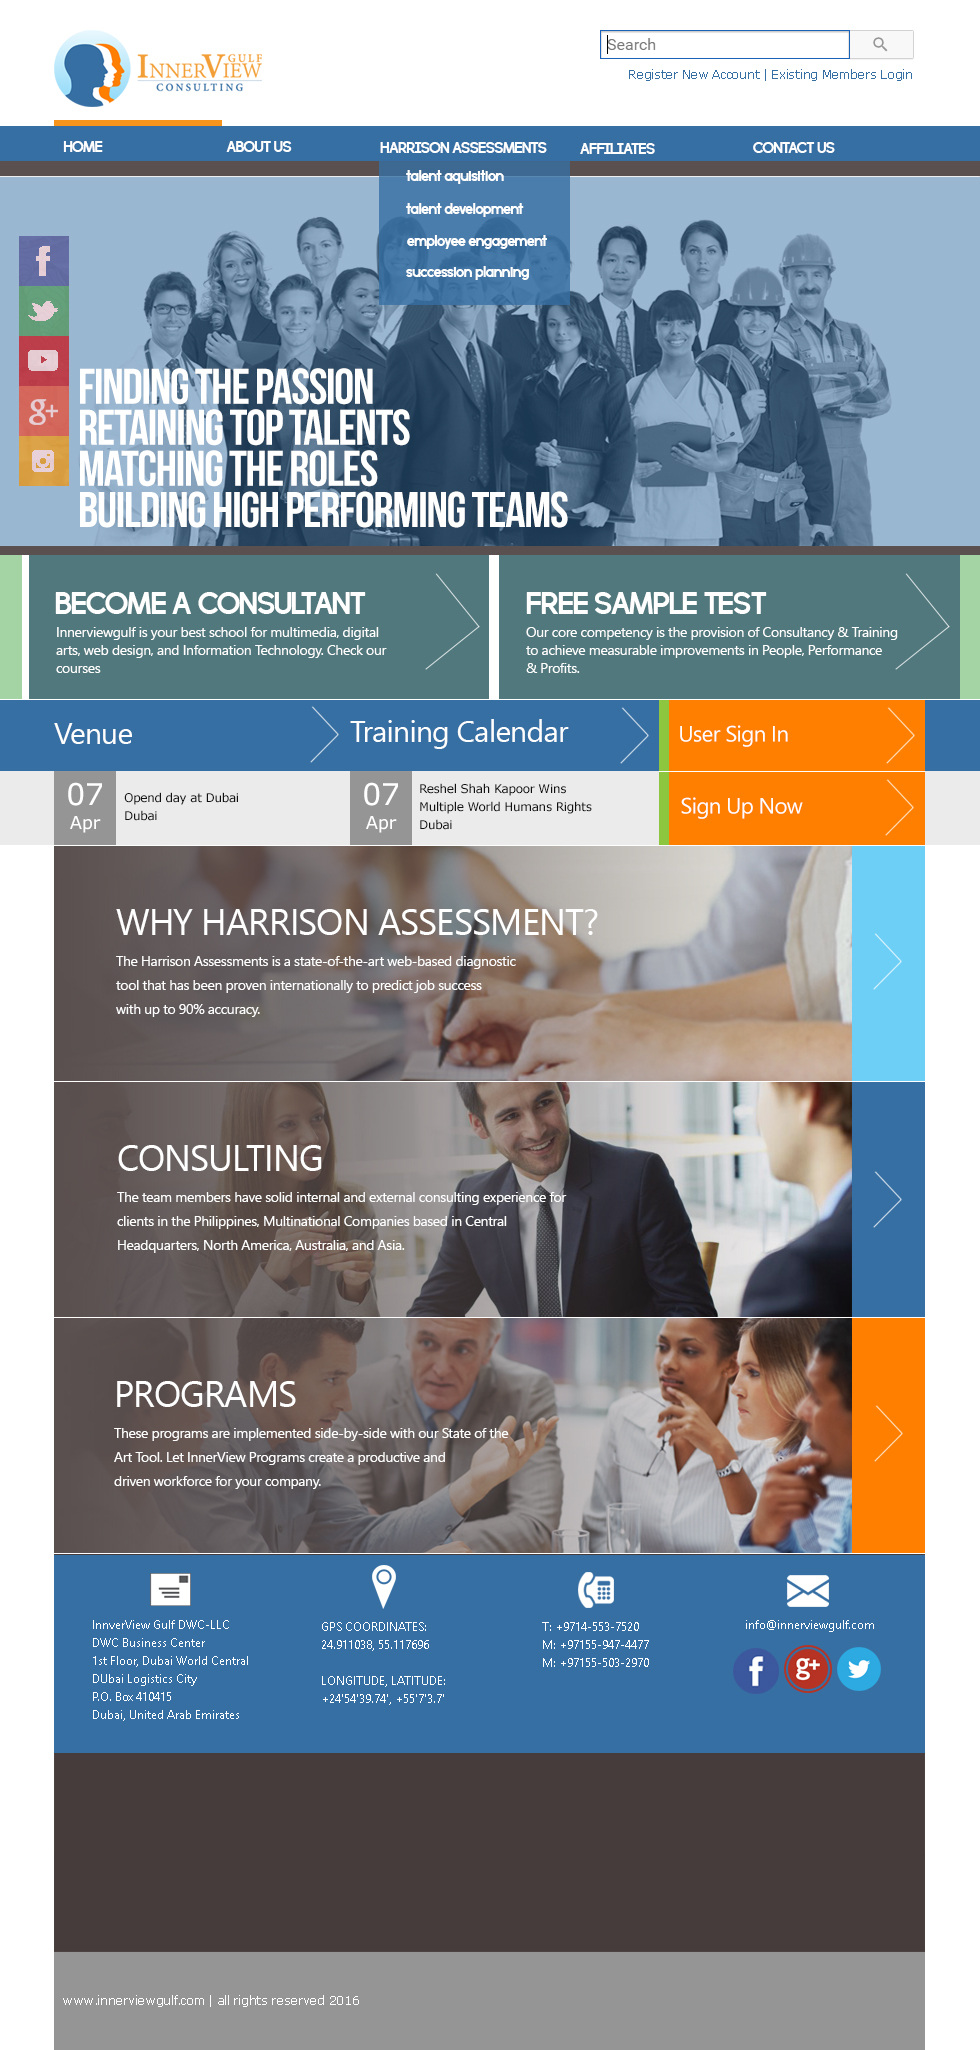 INNERVIEW
GULF
CONSULTING
Search
Register New Account | Existing Members Login
HOME
ABOUT US
HARRISON ASSESSMENTS
AFFILIATES
CONTACT US
talent aquisition
talent development
employee engagement
succession planning
FINDING THE PASSION
RETAINING TOP TALENTS
MATCHING THE ROLES
BUILDING HIGH PERFORMING TEAMS
BECOME A CONSULTANT
Innerviewgulf is your best school for multimedia, digital
arts, web design, and Information Technology. Check our
courses
FREE SAMPLE TEST
Our core competency is the provision of Consultancy & Training
to achieve measurable improvements in People, Performance
& Profits.
Venue
Training Calendar
User Sign In
07
Apr
Opend day at Dubai
Dubai
07
Apr
Reshel Shah Kapoor Wins
Multiple World Humans Rights
Dubai
Sign Up Now
WHY HARRISON ASSESSMENT?
The Harrison Assessments is a state-of-the-art web-based diagnostic
tool that has been proven internationally to predict job success
with up to 90% accuracy.
CONSULTING
The team members have solid internal and external consulting experience for
clients in the Philippines, Multinational Companies based in Central
Headquarters, North America, Australia, and Asia.
PROGRAMS
These programs are implemented side-by-side with our State of the
Art Tool. Let InnerView Programs create a productive and
driven workforce for your company.
InnverView Gulf DWC-LLC
DWC Business Center
1st Floor, Dubai World Central
DUbai Logistics City
P.O. Box 410415
Dubai, United Arab Emirates
GPS COORDINATES:
24.911038, 55.117696
LONGITUDE, LATITUDE:
+24'54'39.74', +55'7'3.7'
T: +9714-553-7520
M: +97155-947-4477
M: +97155-503-2970
info@innerviewgulf.com
www.innerviewgulf.com | all rights reserved 2016